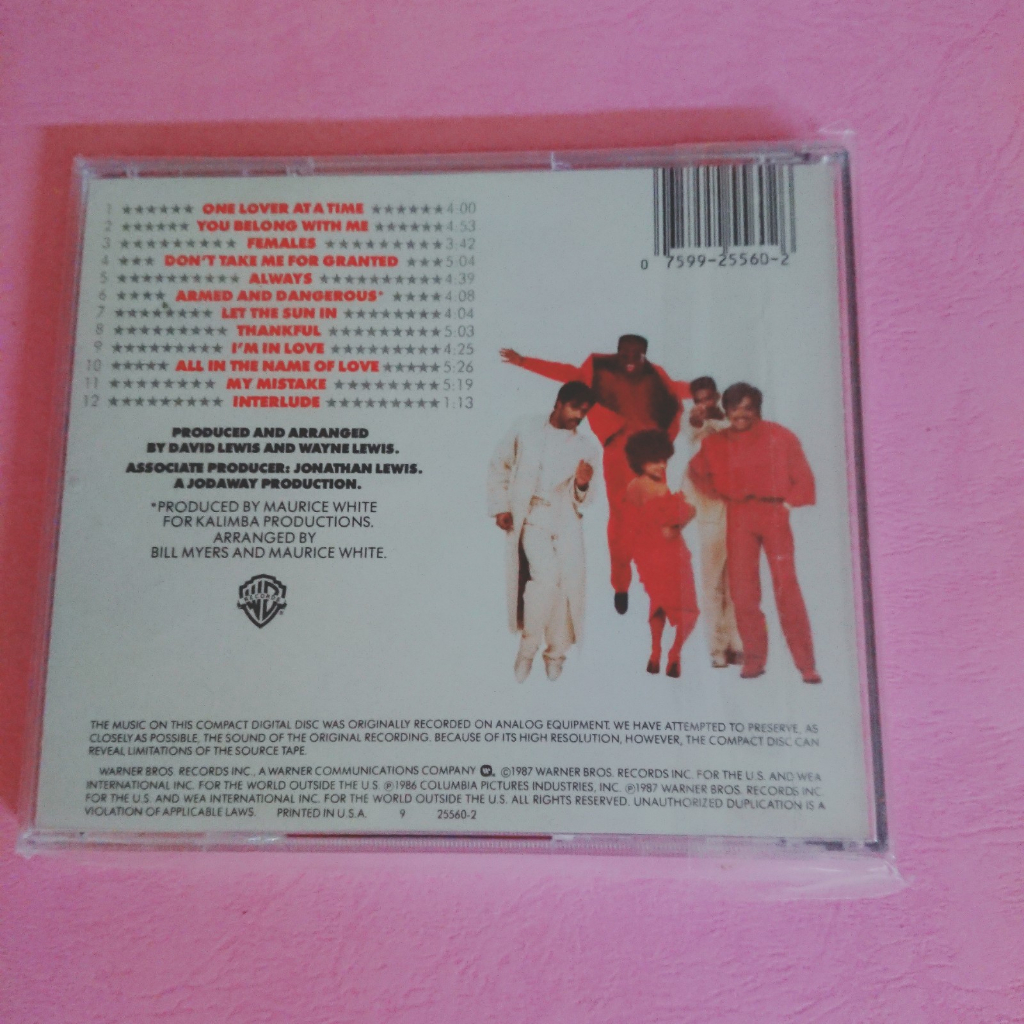 1 ★★★★★★ ONE LOVER AT A TIME ★★★★★★ 4:00
2 ★★★★★★ YOU BELONG WITH ME ★★★★★★ 4:53
3 ★★★★★★★★★ FEMALES ★★★★★★★★★ 3:42
4 ★★★ DON'T TAKE ME FOR GRANTED ★★★ 5:04
5 ★★★★★★★★★ ALWAYS ★★★★★★★★★★ 4:39
6 ★★★★ ARMED AND DANGEROUS* ★★★★ 4:08
7 ★★★★★★★★ LET THE SUN IN ★★★★★★★★ 4:04
8 ★★★★★★★★ THANKFUL ★★★★★★★★★ 5:03
9 ★★★★★★★★ I'M IN LOVE ★★★★★★★★★ 4:25
10 ★★★★★ ALL IN THE NAME OF LOVE ★★★★★ 5:26
11 ★★★★★★★★ MY MISTAKE ★★★★★★★★ 5:19
12 ★★★★★★★★★ INTERLUDE ★★★★★★★★★ 1:13
PRODUCED AND ARRANGED
BY DAVID LEWIS AND WAYNE LEWIS.
ASSOCIATE PRODUCER: JONATHAN LEWIS.
A JODAWAY PRODUCTION.
*PRODUCED BY MAURICE WHITE
FOR KALIMBA PRODUCTIONS.
ARRANGED BY
BILL MYERS AND MAURICE WHITE.
WB
RECORDS
®
0 7599-25560-2
THE MUSIC ON THIS COMPACT DIGITAL DISC WAS ORIGINALLY RECORDED ON ANALOG EQUIPMENT. WE HAVE ATTEMPTED TO PRESERVE, AS
CLOSELY AS POSSIBLE, THE SOUND OF THE ORIGINAL RECORDING. BECAUSE OF ITS HIGH RESOLUTION, HOWEVER, THE COMPACT DISC CAN
REVEAL LIMITATIONS OF THE SOURCE TAPE.
WARNER BROS. RECORDS INC., A WARNER COMMUNICATIONS COMPANY ©1987 WARNER BROS. RECORDS INC. FOR THE U.S. AND WEA
INTERNATIONAL INC. FOR THE WORLD OUTSIDE THE U.S. ℗1986 COLUMBIA PICTURES INDUSTRIES, INC. ℗1987 WARNER BROS. RECORDS INC.
FOR THE U.S. AND WEA INTERNATIONAL INC. FOR THE WORLD OUTSIDE THE U.S. ALL RIGHTS RESERVED. UNAUTHORIZED DUPLICATION IS A
VIOLATION OF APPLICABLE LAWS. PRINTED IN U.S.A. 9 25560-2